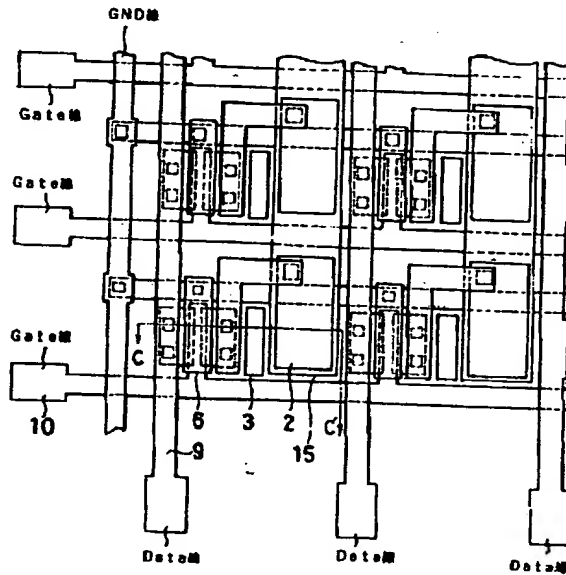 GND線
Gate線
Gate線
Gate線
C
10
6
3
2
15
C'
9
Data線
Data線
Data線